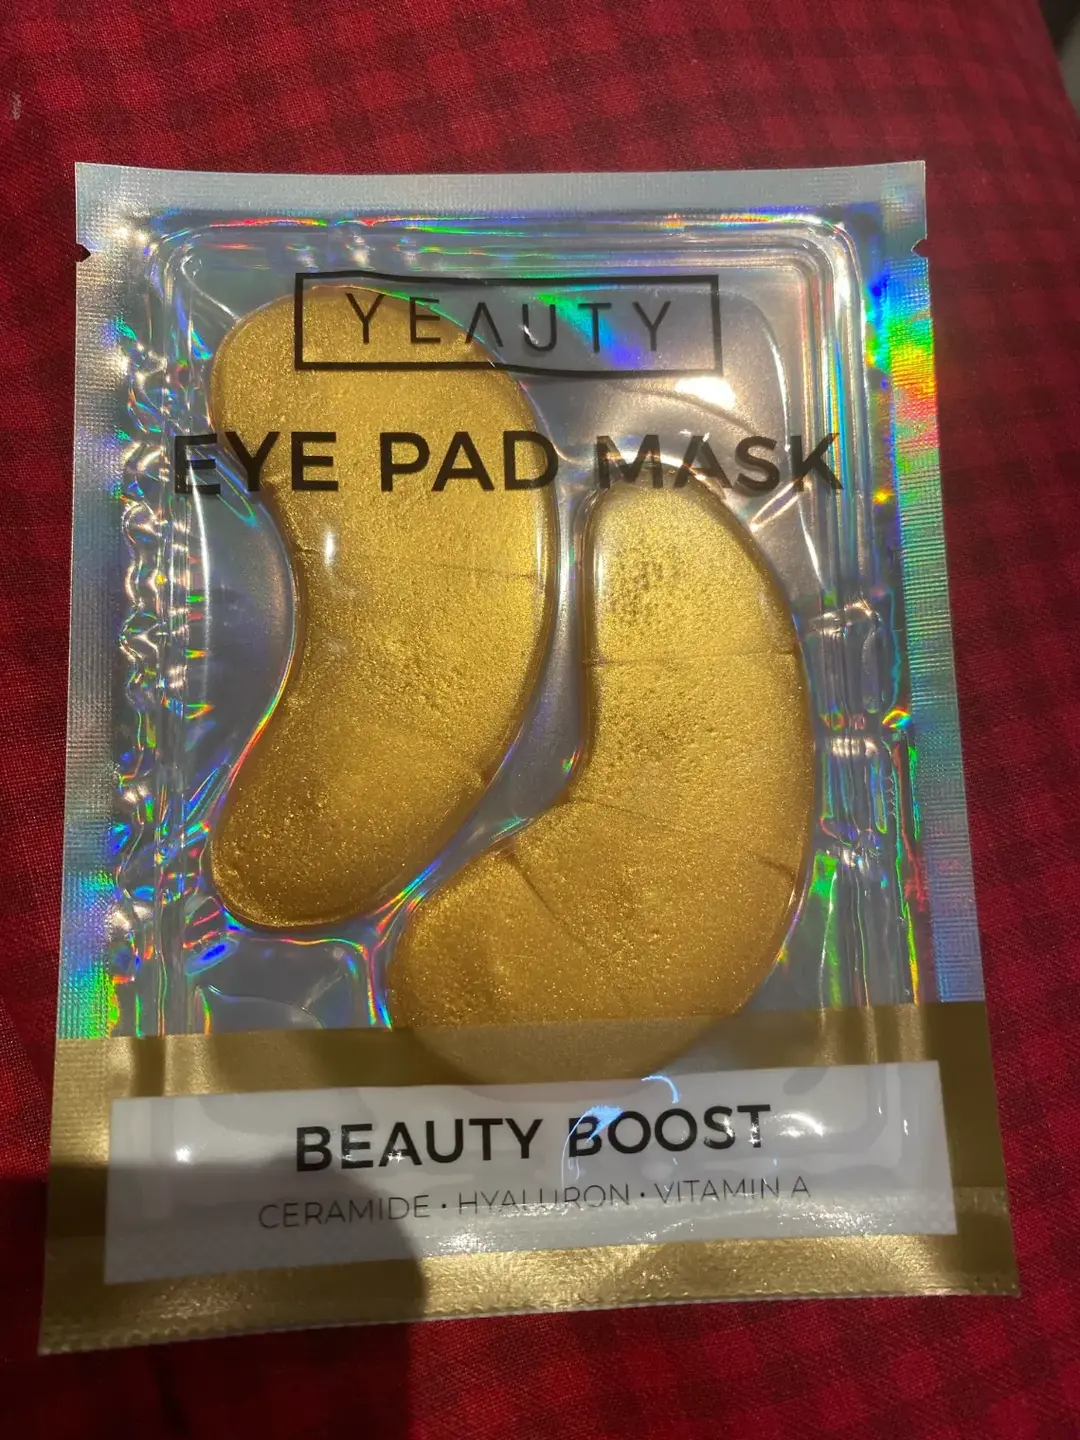 YEAUTY
EYE PAD MASK
BEAUTY BOOST
CERAMIDE · HYALURON · VITAMIN A